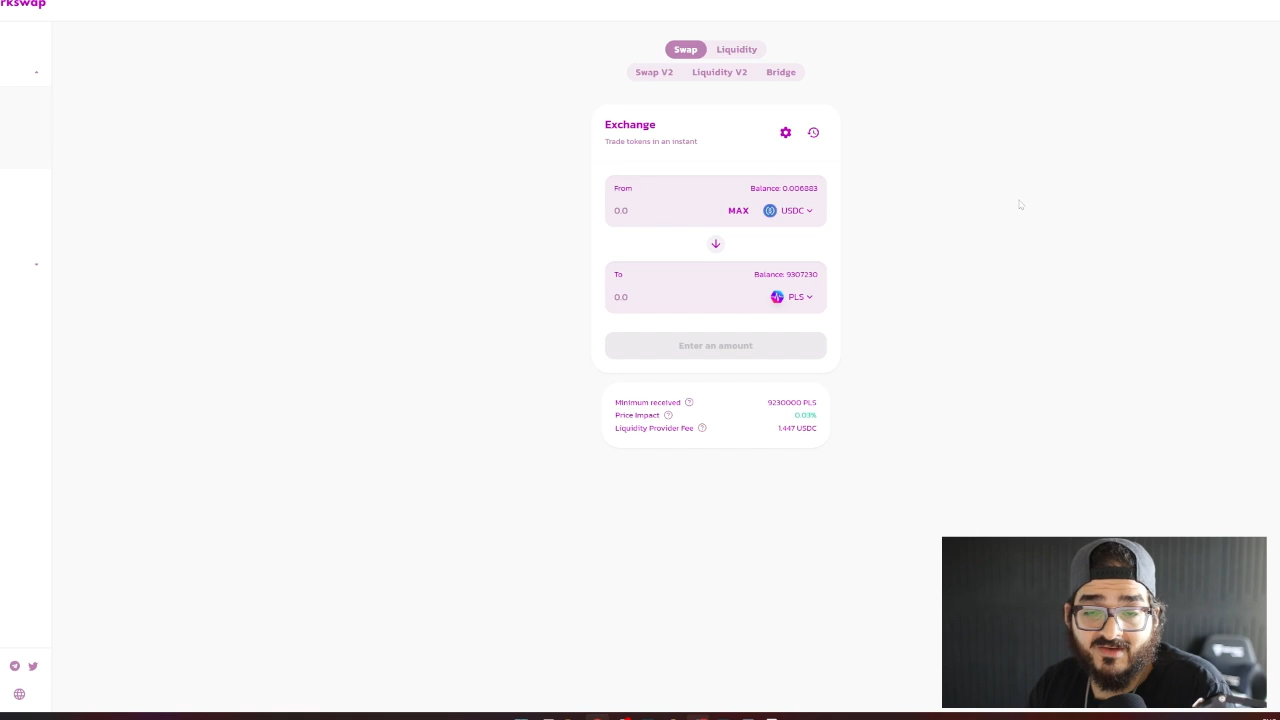 rkswap
Swap Liquidity
Swap V2 Liquidity V2 Bridge
Exchange
Trade tokens in an instant
From Balance: 0.006883
0.0 MAX USDC
To Balance: 9307230
0.0 PLS
Enter an amount
Minimum received 9230000 PLS
Price Impact 0.03%
Liquidity Provider Fee 1.447 USDC